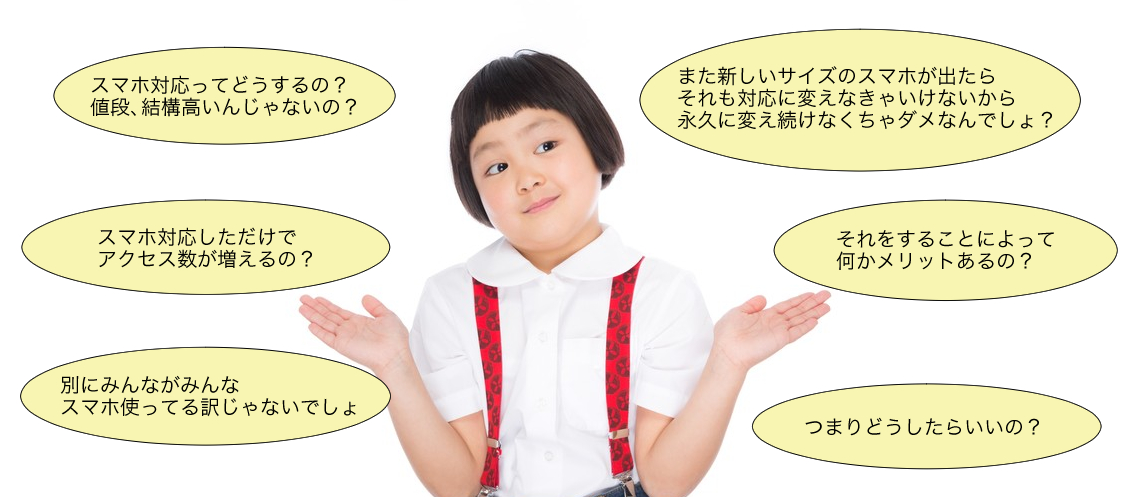 スマホ対応ってどうするの？
値段、結構高いんじゃないの？
スマホ対応しただけで
アクセス数が増えるの？
別にみんながみんな
スマホ使ってる訳じゃないでしょ
また新しいサイズのスマホが出たら
それも対応に変えなきゃいけないから
永久に変え続けなくちゃダメなんでしょ？
それをすることによって
何かメリットあるの？
つまりどうしたらいいの？